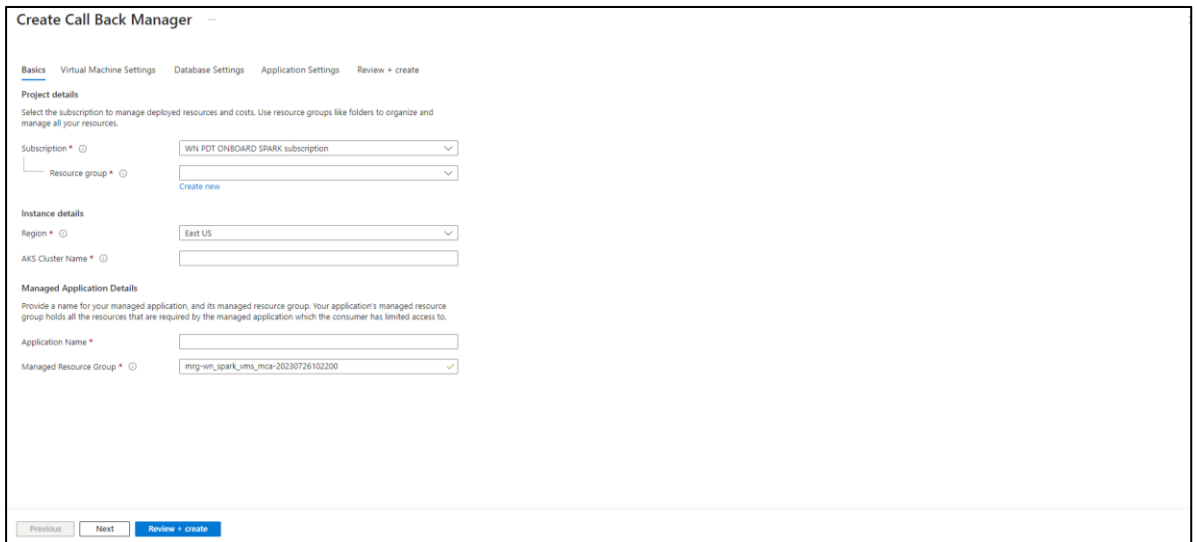 Create Call Back Manager ...
Basics Virtual Machine Settings Database Settings Application Settings Review + create
Project details
Select the subscription to manage deployed resources and costs. Use resource groups like folders to organize and
manage all your resources.
Subscription * WN PDT ONBOARD SPARK subscription
Resource group *
Create new
Instance details
Region * East US
AKS Cluster Name *
Managed Application Details
Provide a name for your managed application, and its managed resource group. Your application's managed resource
group holds all the resources that are required by the managed application which the consumer has limited access to.
Application Name *
Managed Resource Group * mrg-wn_spark_vms_mca-20230726102200
Previous Next Review + create